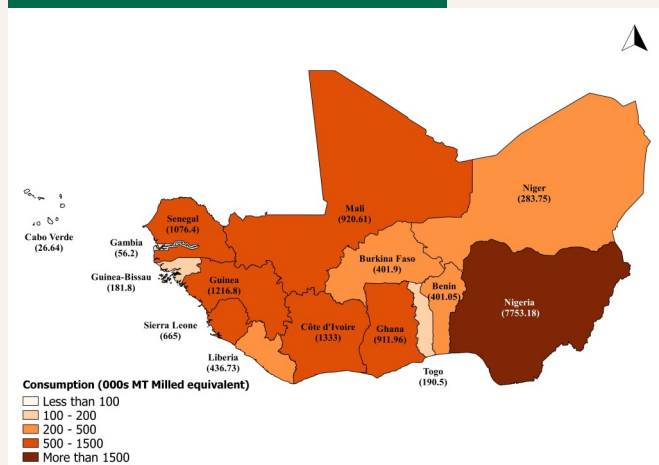 Niger
(283.75)
Mali
(920.61)
Senegal
(1076.4)
Cabo Verde
(26.64)
Gambia
(56.2)
Burkina Faso
(401.9)
Guinea-Bissau
(181.8)
Guinea
(1216.8)
Benin
(401.05)
Nigeria
(7753.18)
Sierra Leone
(665)
Côte d'Ivoire
(1333)
Ghana
(911.96)
Liberia
(436.73)
Togo
(190.5)
Consumption (000s MT Milled equivalent)
Less than 100
100 - 200
200 - 500
500 - 1500
More than 1500